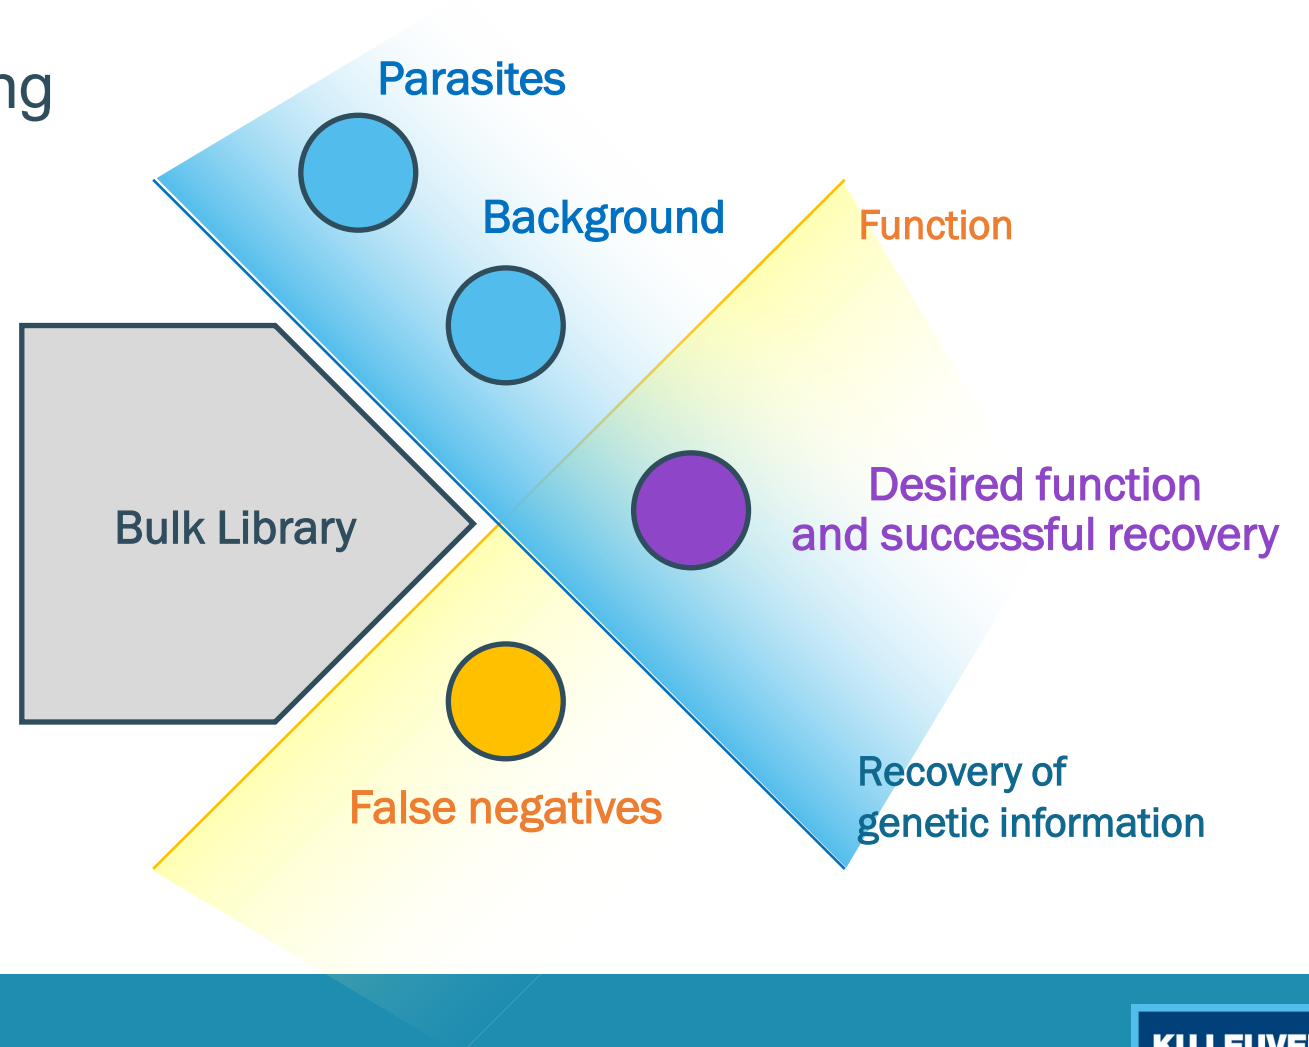 ng
Parasites
Background
Function
Bulk Library
Desired function
and successful recovery
False negatives
Recovery of
genetic information